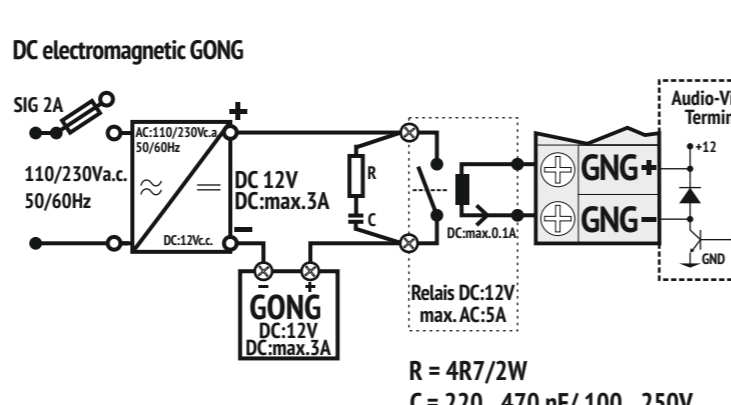 DC electromagnetic GONG
SIG 2A
110/230Va.c.
50/60Hz
+
AC:110/230Vc.a.
50/60Hz
≈
=
DC:12Vc.c.
−
DC 12V
DC:max.3A
R
C
− +
GONG
DC:12V
DC:max.3A
DC:max.0.1A
Relais DC:12V
max. AC:5A
GNG+
GNG−
+12
GND
R = 4R7/2W